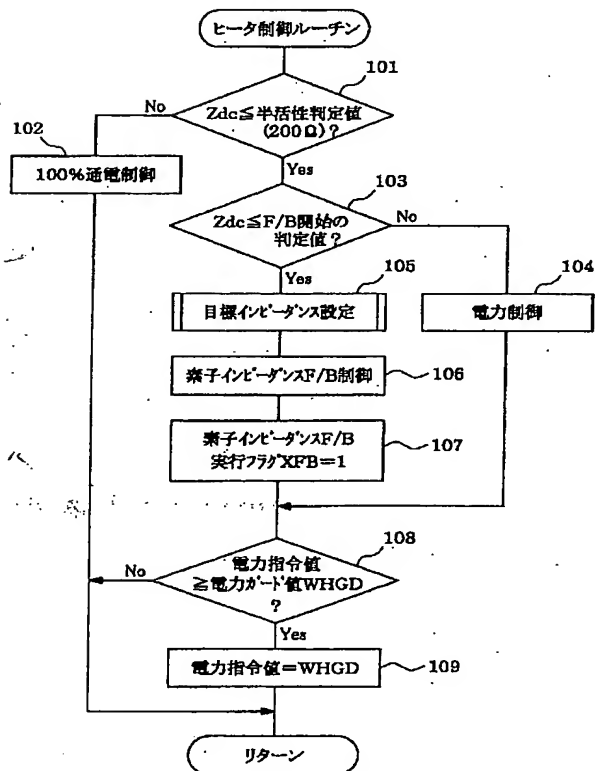 ヒータ制御ルーチン
101
Zdc≦半活性判定値
(200Ω)?
No
102
100%通電制御
Yes
103
Zdc≦F/B開始の
判定値?
No
Yes
105
104
目標インピーダンス設定
電力制御
素子インピーダンスF/B制御
106
素子インピーダンスF/B
実行フラグXFB=1
107
108
電力指令値
≧電力ガード値WHGD
?
No
Yes
電力指令値=WHGD
109
リターン